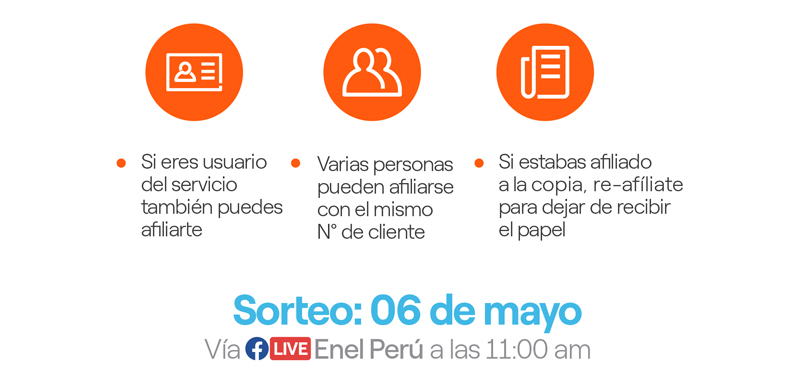 Si eres usuario
del servicio
también puedes
afiliarte
Varias personas
pueden afiliarse
con el mismo
N° de cliente
Si estabas afiliado
a la copia, re-afíliate
para dejar de recibir
el papel
Sorteo: 06 de mayo
Vía f LIVE Enel Perú a las 11:00 am